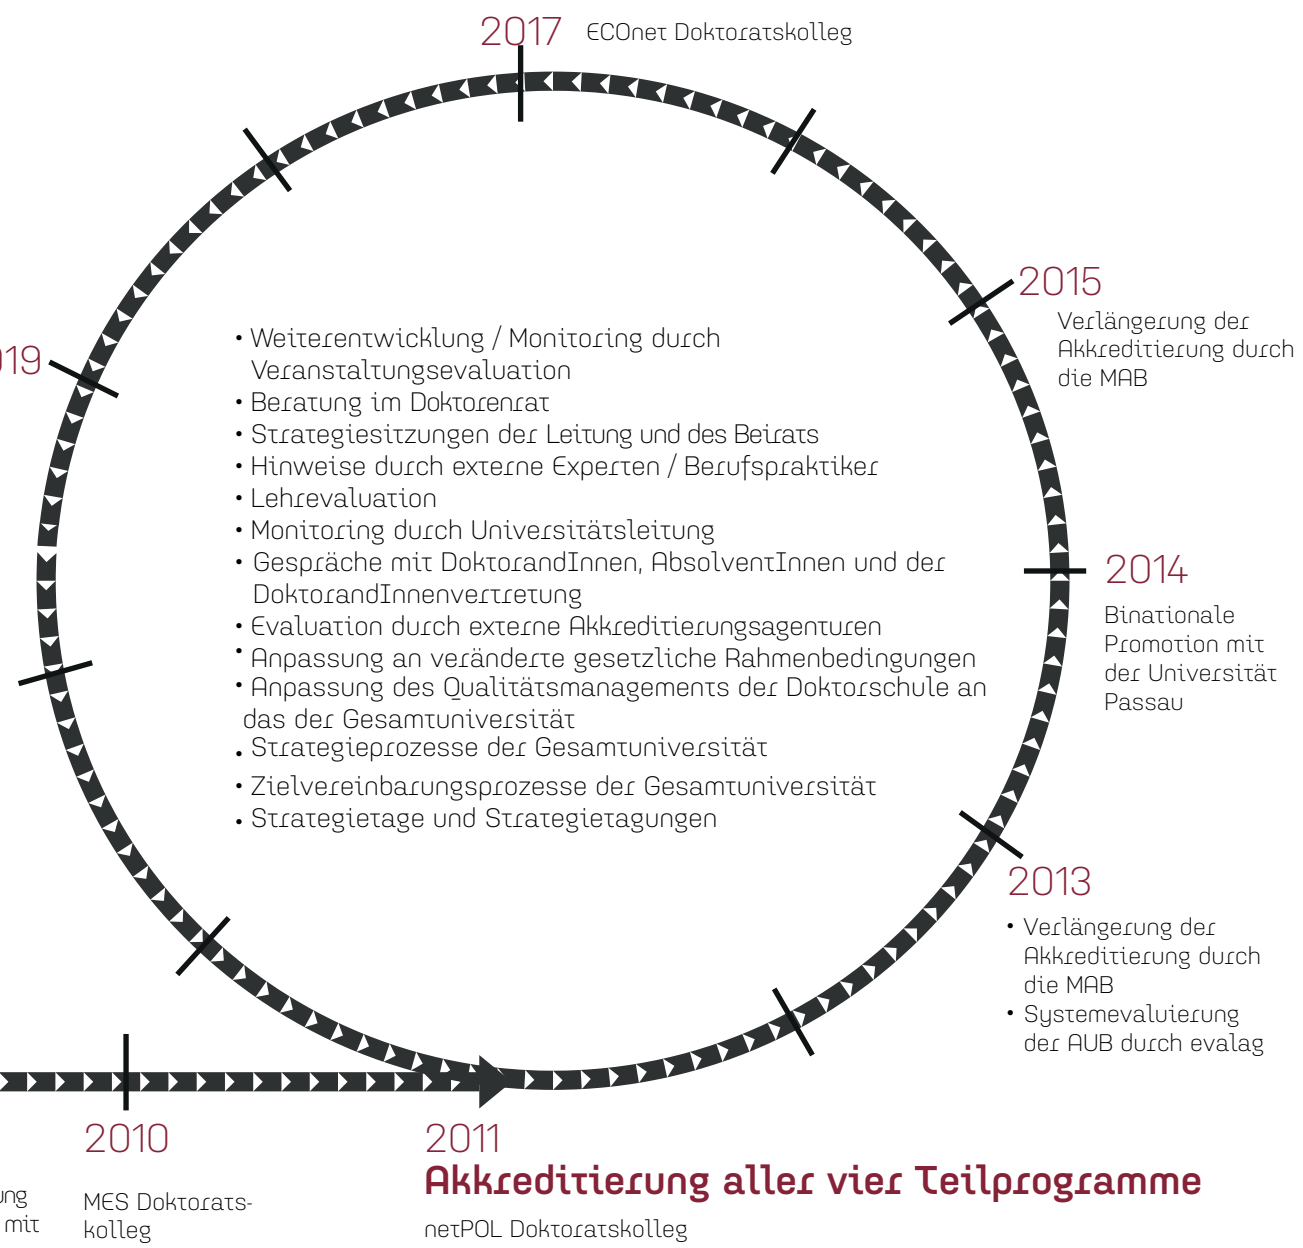 2017 ECOnet Doktoratskolleg
2015
Verlängerung der
Akkreditierung durch
die MAB
• Weiterentwicklung / Monitoring durch
Veranstaltungsevaluation
• Beratung im Doktorenrat
• Strategiesitzungen der Leitung und des Beirats
• Hinweise durch externe Experten / Berufspraktiker
• Lehrevaluation
• Monitoring durch Universitätsleitung
• Gespräche mit DoktorandInnen, AbsolventInnen und der
DoktorandInnenvertretung
• Evaluation durch externe Akkreditierungsagenturen
• Anpassung an veränderte gesetzliche Rahmenbedingungen
• Anpassung des Qualitätsmanagements der Doktorschule an
das der Gesamtuniversität
• Strategieprozesse der Gesamtuniversität
• Zielvereinbarungsprozesse der Gesamtuniversität
• Strategietage und Strategietagungen
2014
Binationale
Promotion mit
der Universität
Passau
2013
• Verlängerung der
Akkreditierung durch
die MAB
• Systemevaluierung
der AUB durch evalag
2010
MES Doktorats-
kolleg
mit
2011
Akkreditierung aller vier Teilprogramme
netPOL Doktoratskolleg